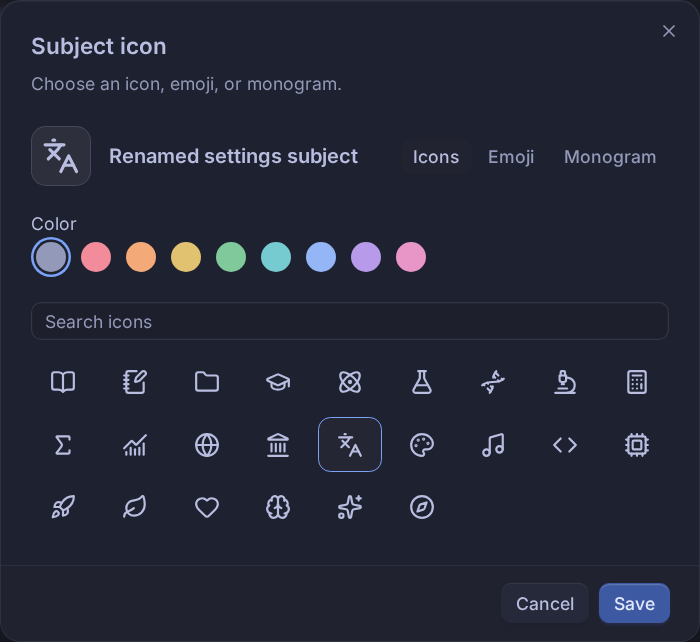 Subject icon
Choose an icon, emoji, or monogram.
Renamed settings subject
Icons
Emoji
Monogram
Color
Search icons
Cancel
Save